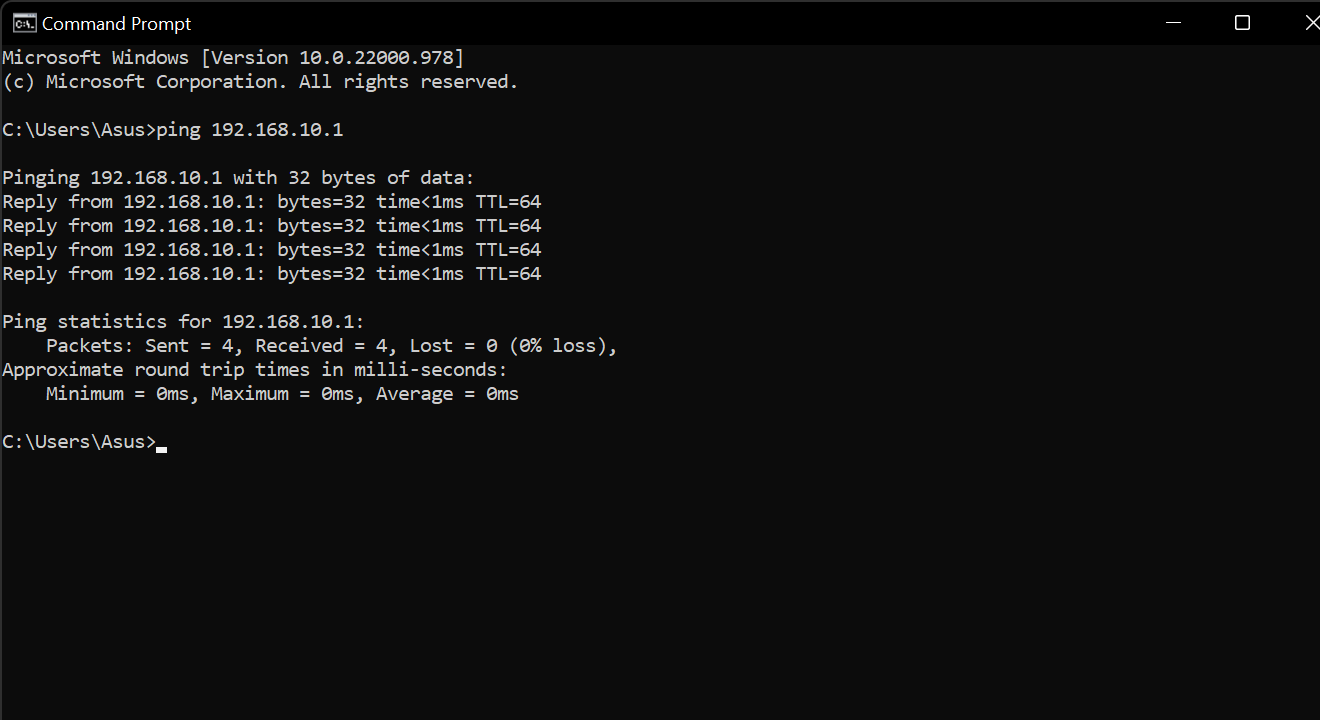 Command Prompt
Microsoft Windows [Version 10.0.22000.978]
(c) Microsoft Corporation. All rights reserved.
C:\Users\Asus>ping 192.168.10.1
Pinging 192.168.10.1 with 32 bytes of data:
Reply from 192.168.10.1: bytes=32 time<1ms TTL=64
Reply from 192.168.10.1: bytes=32 time<1ms TTL=64
Reply from 192.168.10.1: bytes=32 time<1ms TTL=64
Reply from 192.168.10.1: bytes=32 time<1ms TTL=64
Ping statistics for 192.168.10.1:
    Packets: Sent = 4, Received = 4, Lost = 0 (0% loss),
Approximate round trip times in milli-seconds:
    Minimum = 0ms, Maximum = 0ms, Average = 0ms
C:\Users\Asus>